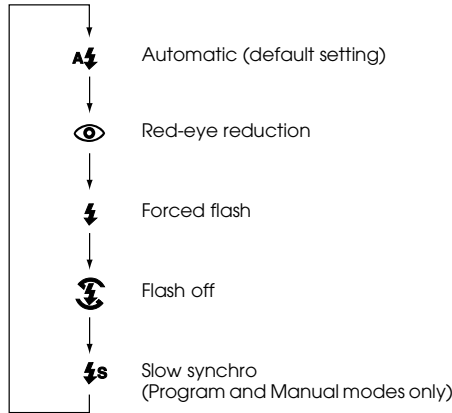 A Automatic (default setting)
Red-eye reduction
Forced flash
Flash off
S Slow synchro
(Program and Manual modes only)